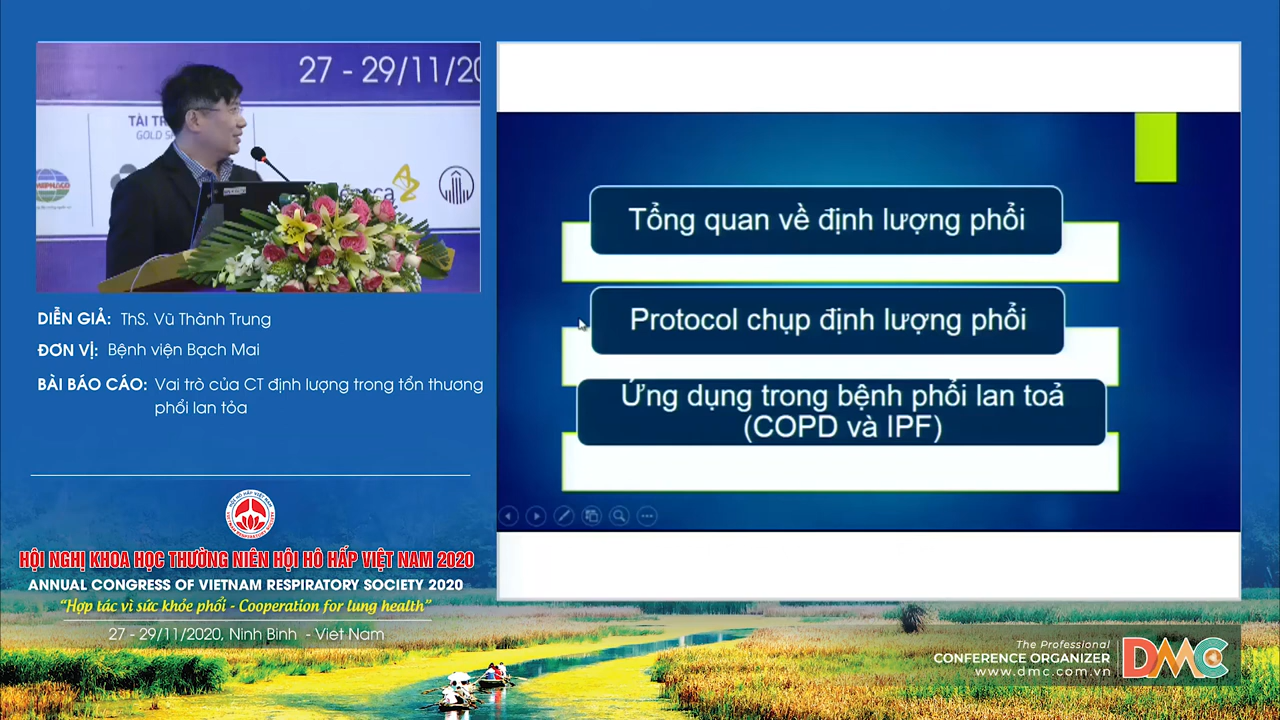 27 - 29/11/20
TÀI TR
GOLD SP
DIỄN GIẢ: ThS. Vũ Thành Trung
ĐƠN VỊ: Bệnh viện Bạch Mai
BÀI BÁO CÁO: Vai trò của CT định lượng trong tổn thương
phổi lan tỏa
HỘI NGHỊ KHOA HỌC THƯỜNG NIÊN HỘI HÔ HẤP VIỆT NAM 2020
ANNUAL CONGRESS OF VIETNAM RESPIRATORY SOCIETY 2020
“Hợp tác vì sức khỏe phổi - Cooperation for lung health”
27 - 29/11/2020, Ninh Binh - Viet Nam
Tổng quan về định lượng phổi
Protocol chụp định lượng phổi
Ứng dụng trong bệnh phổi lan toả
(COPD và IPF)
The Professional
CONFERENCE ORGANIZER
www.dmc.com.vn
DMC